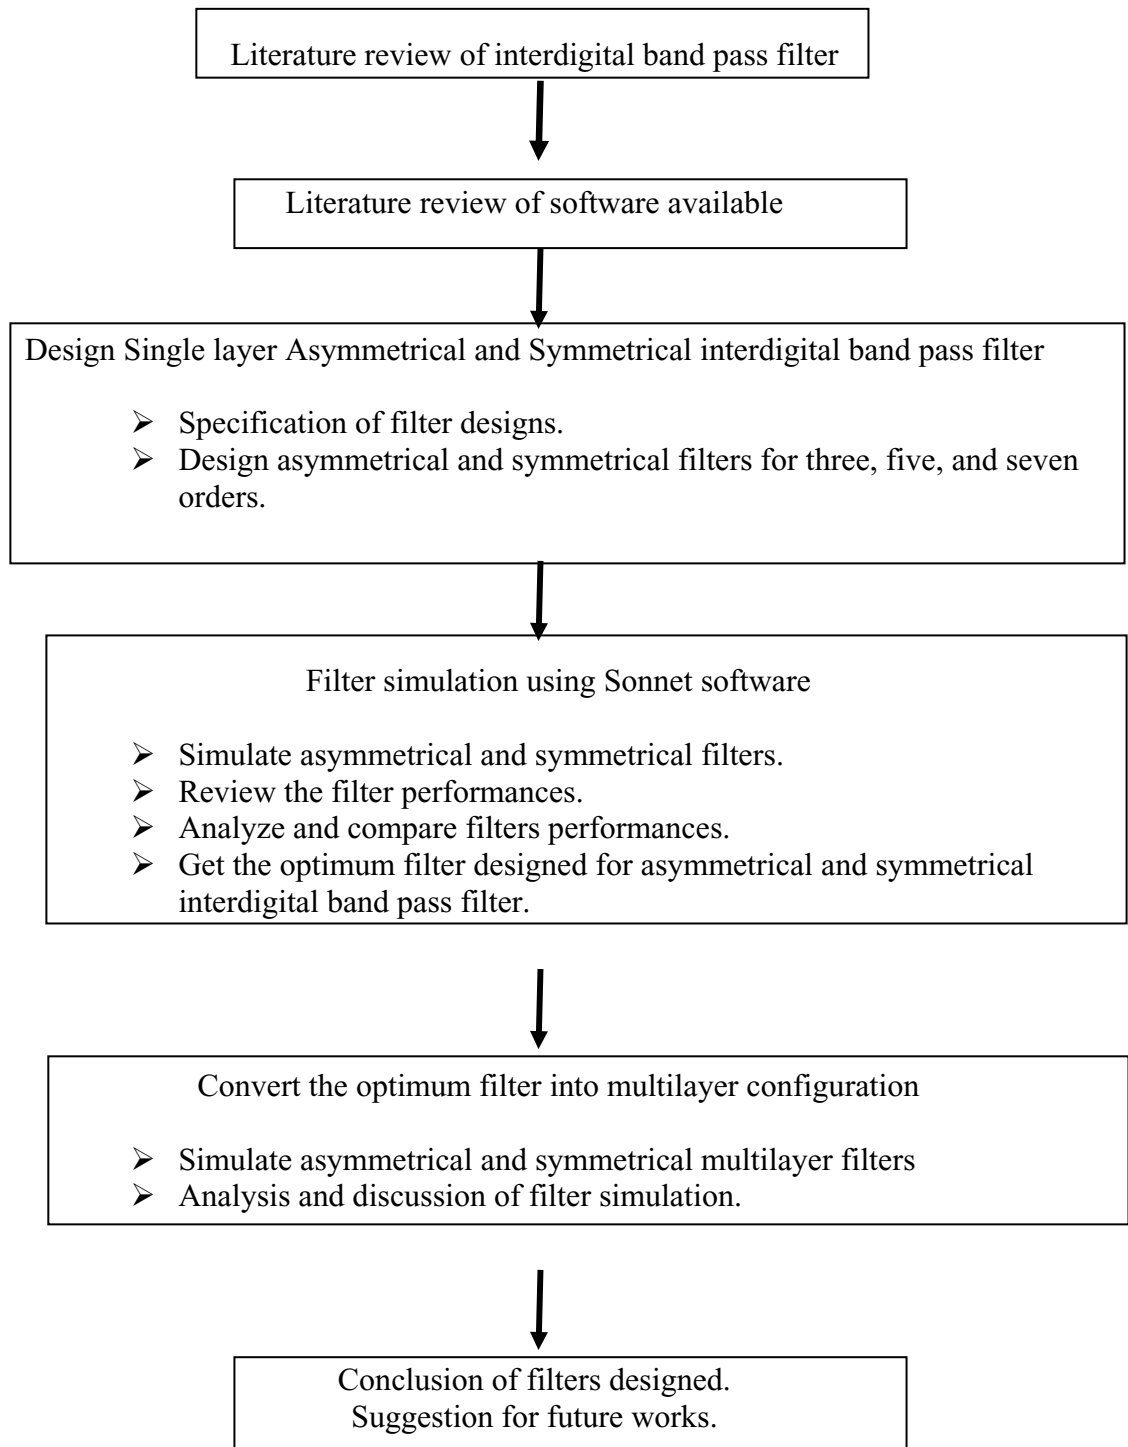 Literature review of interdigital band pass filter
Literature review of software available
Design Single layer Asymmetrical and Symmetrical interdigital band pass filter
➢ Specification of filter designs.
➢ Design asymmetrical and symmetrical filters for three, five, and seven
orders.
Filter simulation using Sonnet software
➢ Simulate asymmetrical and symmetrical filters.
➢ Review the filter performances.
➢ Analyze and compare filters performances.
➢ Get the optimum filter designed for asymmetrical and symmetrical
interdigital band pass filter.
Convert the optimum filter into multilayer configuration
➢ Simulate asymmetrical and symmetrical multilayer filters
➢ Analysis and discussion of filter simulation.
Conclusion of filters designed.
Suggestion for future works.